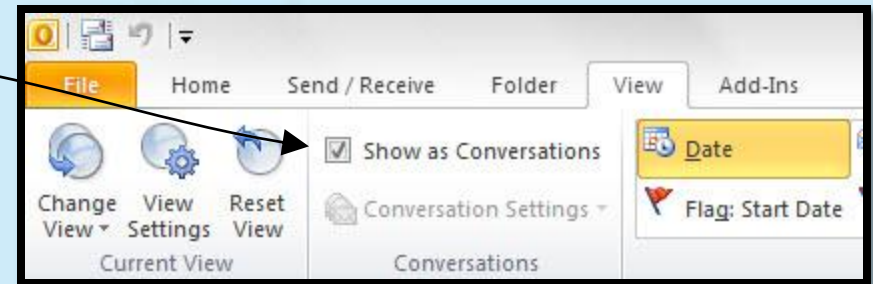 File Home Send / Receive Folder View Add-Ins
Show as Conversations Date
Change View Reset Conversation Settings Flag: Start Date
View Settings View
Current View Conversations